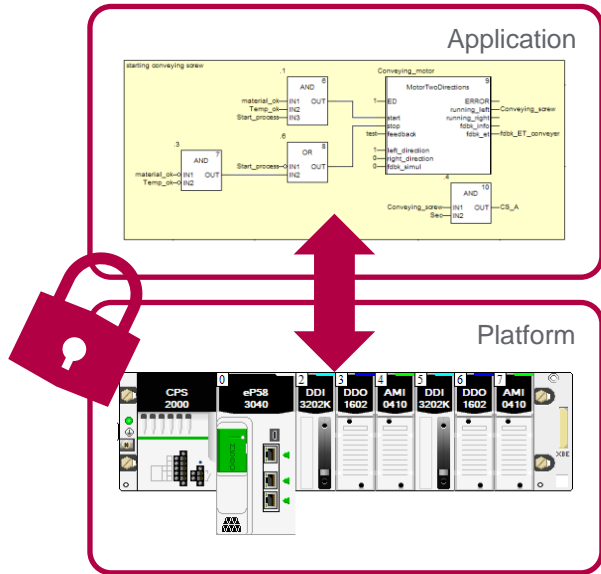 Application
starting conveying screw
.1
6
AND
material_ok
Temp_ok
Start_process
IN1 OUT
IN2
IN3
.6
8
OR
Start_process
IN1 OUT
IN2
.3
7
AND
material_ok
Temp_ok
IN1 OUT
IN2
Conveying_motor
9
MotorTwoDirections
1 ED ERROR
running_left Conveying_screw
start running_right
stop fdbk_info
test feedback fdbk_et fdbk_ET_conveyer
1 left_direction
0 right_direction
0 fdbk_simul
.4
10
AND
Conveying_screw IN1 OUT CS_A
Sec IN2
Platform
0 2 3 4 5 6 7
CPS 2000
eP58 3040
DDI 3202K
DDO 1602
AMI 0410
DDI 3202K
DDO 1602
AMI 0410
XBE